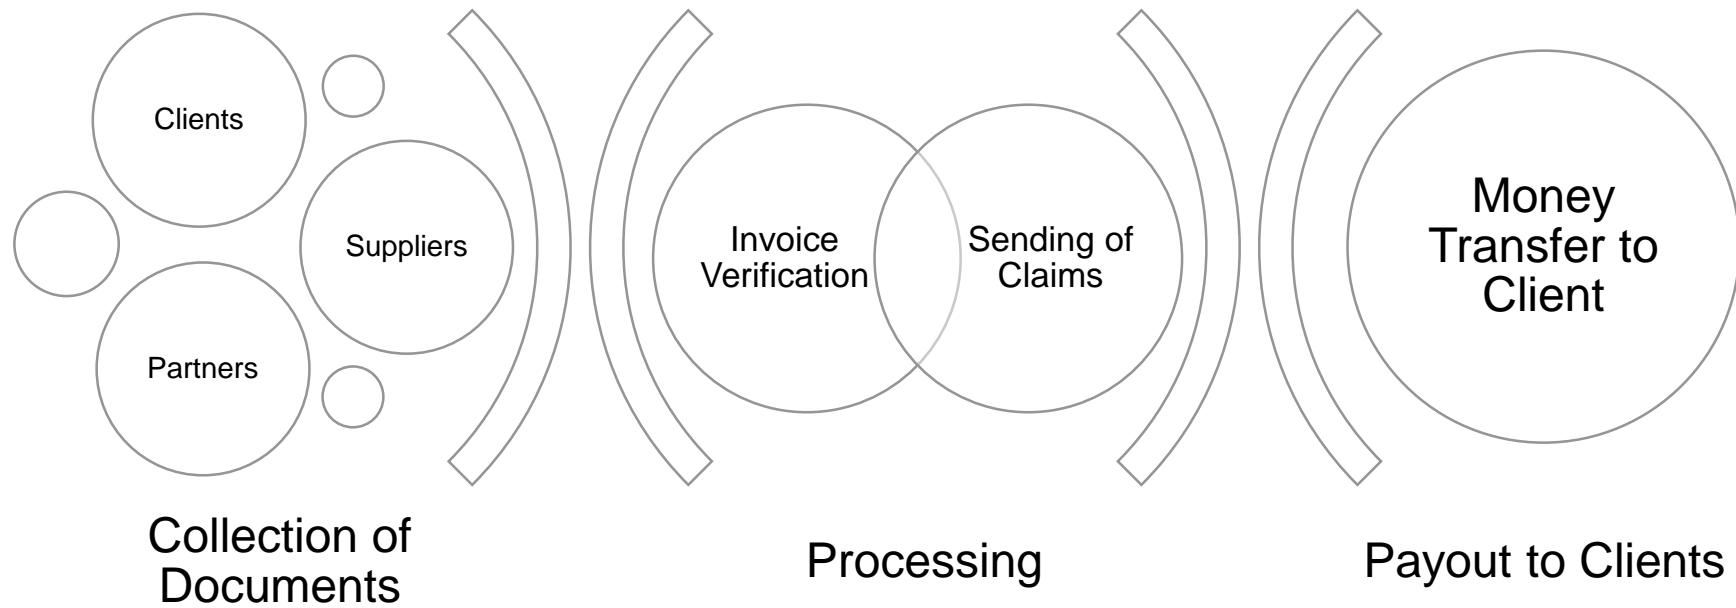 Clients
Suppliers
Partners
Collection of
Documents
Invoice
Verification
Sending of
Claims
Processing
Money
Transfer to
Client
Payout to Clients